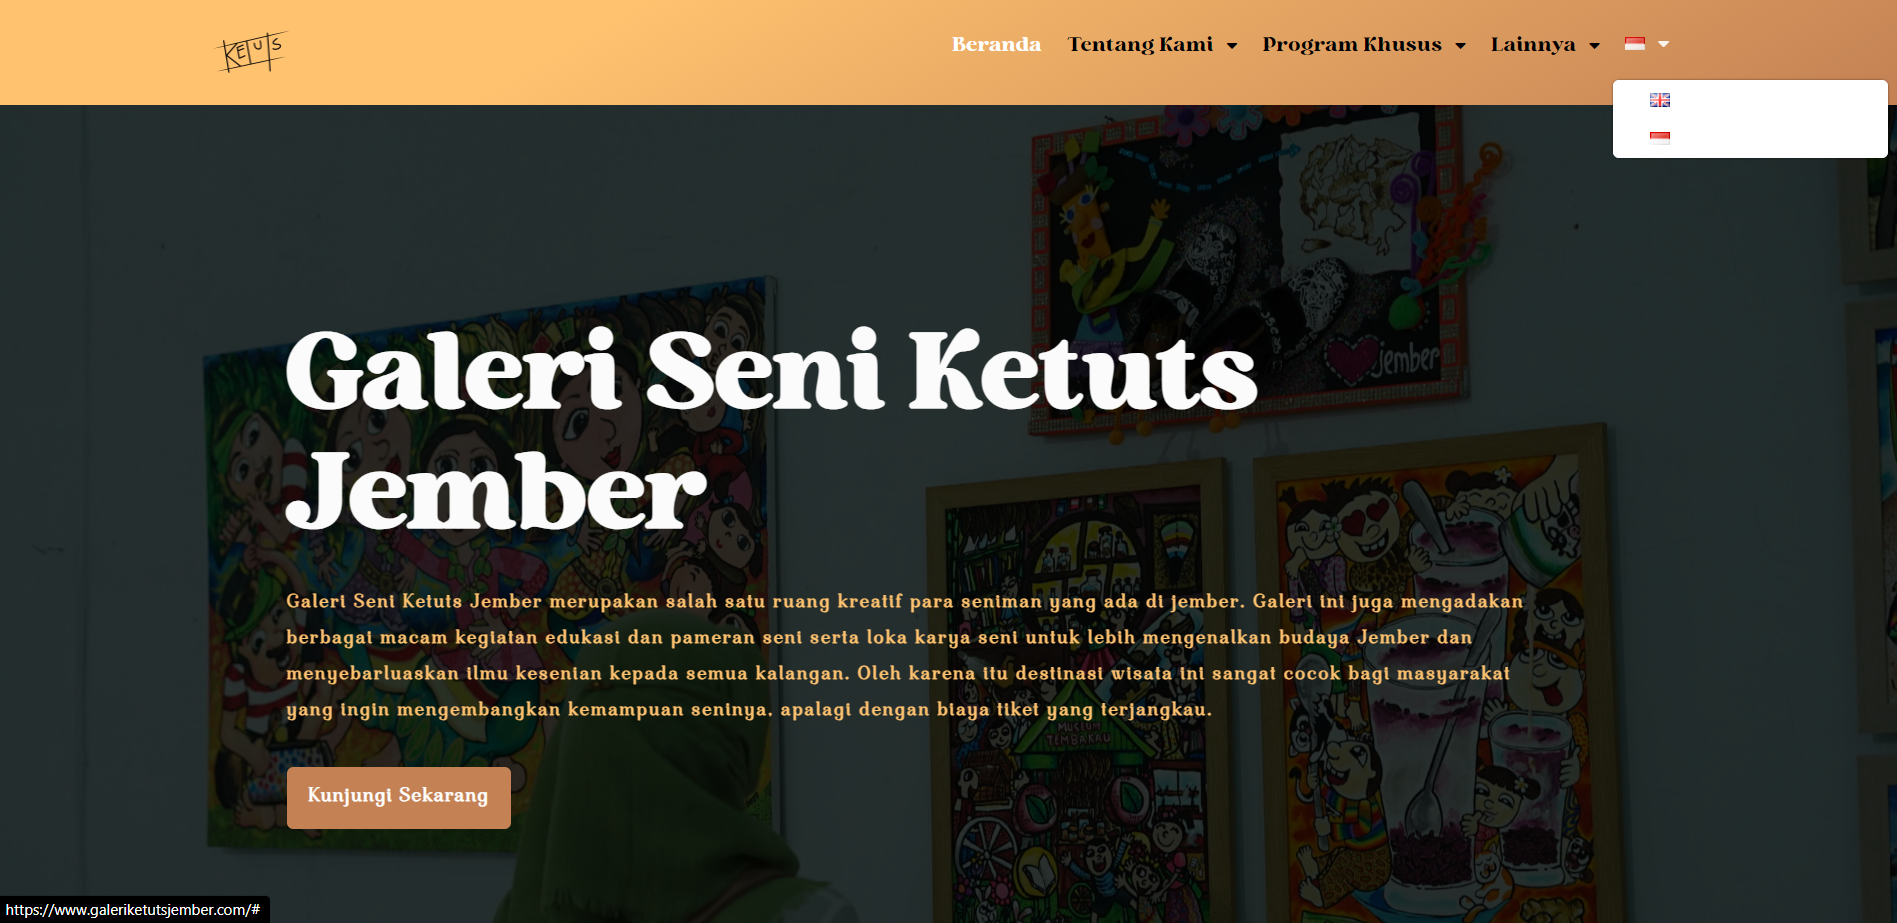 KETUTS
Beranda Tentang Kami Program Khusus Lainnya
Jember
Galeri Seni Ketuts
Jember
Galeri Seni Ketuts Jember merupakan salah satu ruang kreatif para seniman yang ada di jember. Galeri ini juga mengadakan
berbagai macam kegiatan edukasi dan pameran seni serta loka karya seni untuk lebih mengenalkan budaya Jember dan
menyebarluaskan ilmu kesenian kepada semua kalangan. Oleh karena itu destinasi wisata ini sangat cocok bagi masyarakat
yang ingin mengembangkan kemampuan seninya, apalagi dengan biaya tiket yang terjangkau.
MUSEUM
TEMBAKAU
Kunjungi Sekarang
https://www.galeriketutsjember.com/#